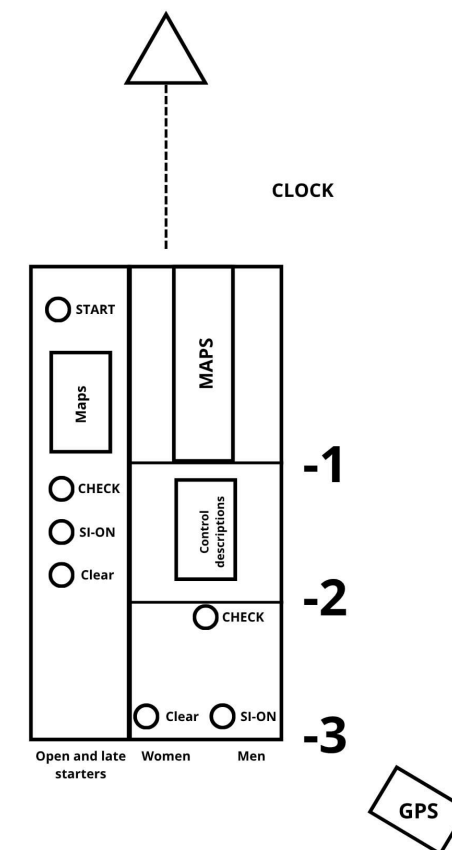 CLOCK
START
Maps
CHECK
SI-ON
Clear
MAPS
-1
Control
descriptions
-2
CHECK
Clear
SI-ON
-3
Open and late
starters
Women
Men
GPS